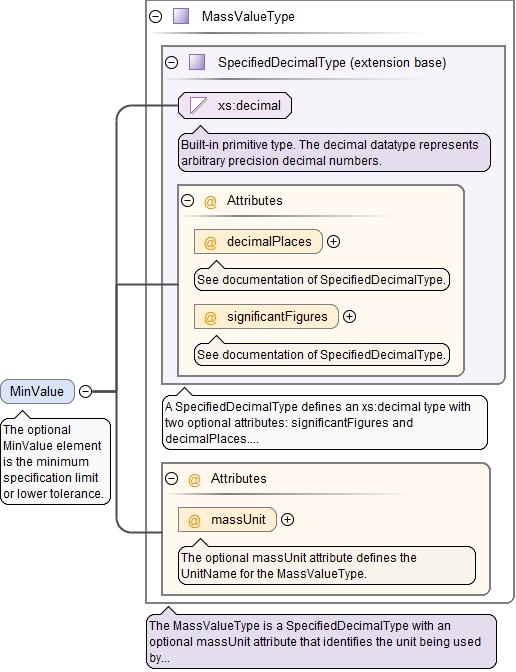 MassValueType
SpecifiedDecimalType (extension base)
xs:decimal
Built-in primitive type. The decimal datatype represents
arbitrary precision decimal numbers.
@ Attributes
@ decimalPlaces
See documentation of SpecifiedDecimalType.
@ significantFigures
See documentation of SpecifiedDecimalType.
MinValue
The optional
MinValue element
is the minimum
specification limit
or lower tolerance.
A SpecifiedDecimalType defines an xs:decimal type with
two optional attributes: significantFigures and
decimalPlaces....
@ Attributes
@ massUnit
The optional massUnit attribute defines the
UnitName for the MassValueType.
The MassValueType is a SpecifiedDecimalType with an
optional massUnit attribute that identifies the unit being used
by...